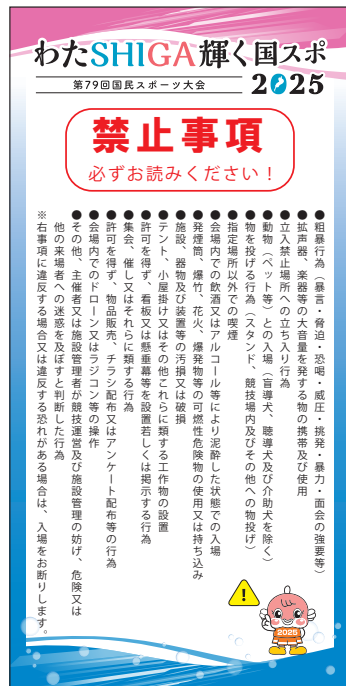 わたSHIGA輝く国スポ
第79回国民スポーツ大会
2025
禁止事項
必ずお読みください！
●粗暴行為（暴言・脅迫・恐喝・威圧・挑発・暴力・面会の強要等）
●拡声器、楽器等の大音量を発する物の携帯及び使用
●立入禁止場所への立ち入り行為
●動物（ペット等）との入場（盲導犬、聴導犬及び介助犬を除く）
●物を投げる行為（スタンド、競技場内及びその他への物投げ）
●指定場所以外での喫煙
●会場内での飲酒又はアルコール等により泥酔した状態での入場
●発煙筒、爆竹、花火、爆発物等の可燃性危険物の使用又は持ち込み
●施設、器物及び装置等の汚損又は破損
●テント、小屋掛け又はその他これらに類する工作物の設置
●許可を得ず、看板又は懸垂幕等を設置若しくは掲示する行為
●集会、催し又はそれらに類する行為
●許可を得ず、物品販売、チラシ配布又はアンケート配布等の行為
●会場内でのドローン又はラジコン等の操作
●その他、主催者又は施設管理者が競技運営及び施設管理の妨げ、危険又は
他の来場者への迷惑を及ぼすと判断した行為
※右事項に違反する場合又は違反する恐れがある場合は、入場をお断りします。
!
2025